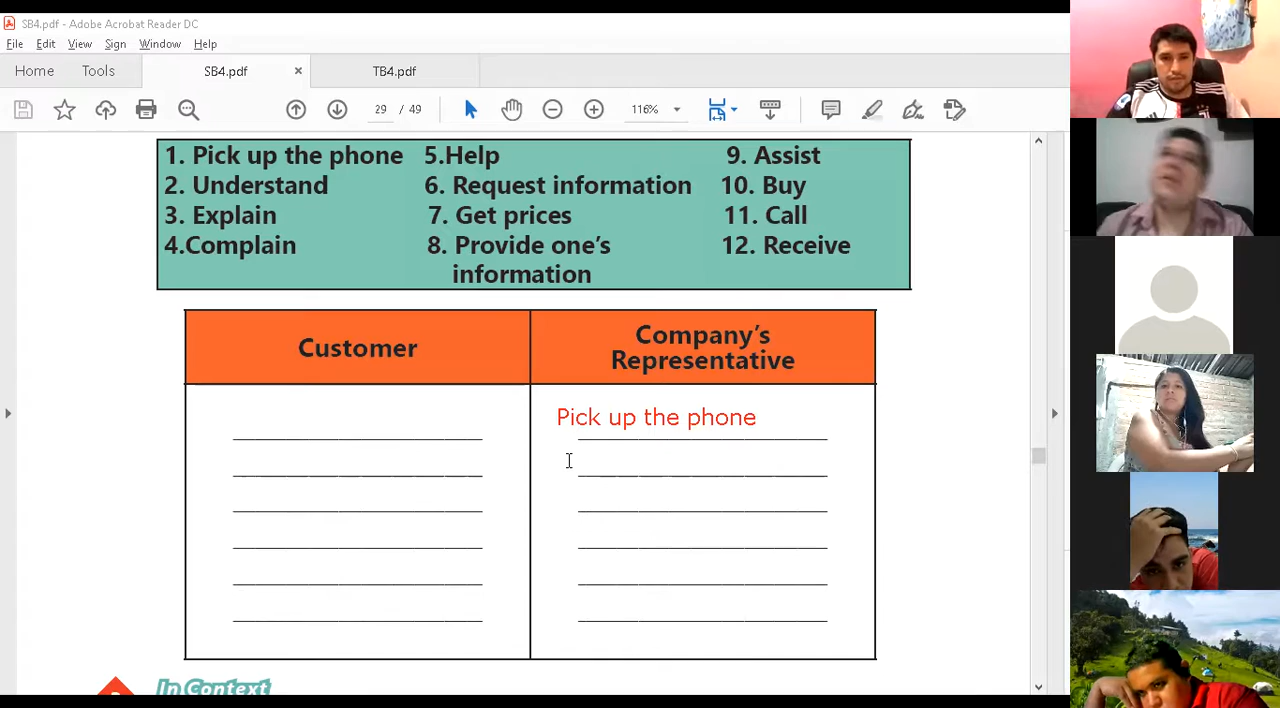 SB4.pdf - Adobe Acrobat Reader DC
File Edit View Sign Window Help
Home Tools SB4.pdf × TB4.pdf
29 / 49 116%
1. Pick up the phone 5.Help 9. Assist
2. Understand 6. Request information 10. Buy
3. Explain 7. Get prices 11. Call
4.Complain 8. Provide one's 12. Receive
information
Customer Company's
Representative
Pick up the phone
In Context